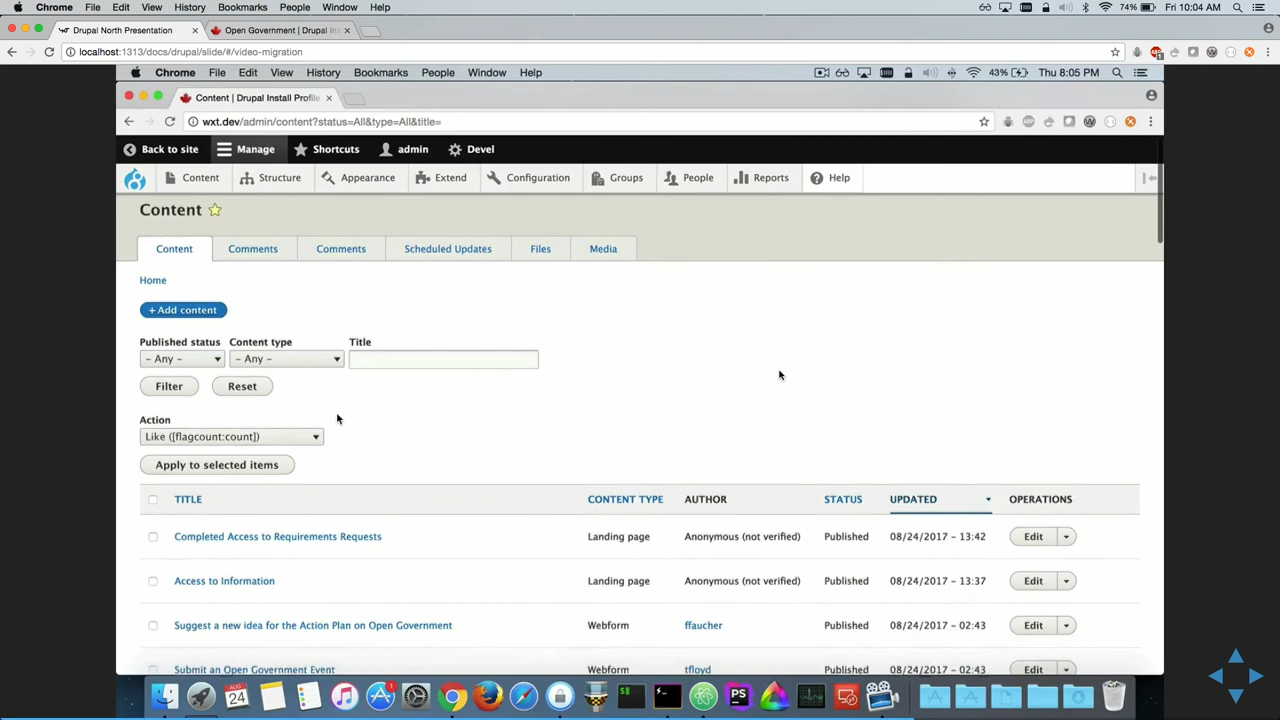 Chrome File Edit View History Bookmarks People Window Help 74% Fri 10:04 AM
Drupal North Presentation × Open Government | Drupal Ins ×
localhost:1313/docs/drupal/slide/#/video-migration
Chrome File Edit View History Bookmarks People Window Help 43% Thu 8:05 PM
Content | Drupal Install Profile ×
wxt.dev/admin/content?status=All&type=All&title=
Back to site Manage Shortcuts admin Devel
Content Structure Appearance Extend Configuration Groups People Reports Help
Content
Content Comments Comments Scheduled Updates Files Media
Home
+ Add content
Published status Content type Title
- Any - - Any -
Filter Reset
Action
Like ([flagcount:count])
Apply to selected items
TITLE CONTENT TYPE AUTHOR STATUS UPDATED OPERATIONS
Completed Access to Requirements Requests Landing page Anonymous (not verified) Published 08/24/2017 - 13:42 Edit
Access to Information Landing page Anonymous (not verified) Published 08/24/2017 - 13:37 Edit
Suggest a new idea for the Action Plan on Open Government Webform ffaucher Published 08/24/2017 - 02:43 Edit
Submit an Open Government Event Webform tfloyd Published 08/24/2017 - 02:43 Edit
AUG
24
1
PS